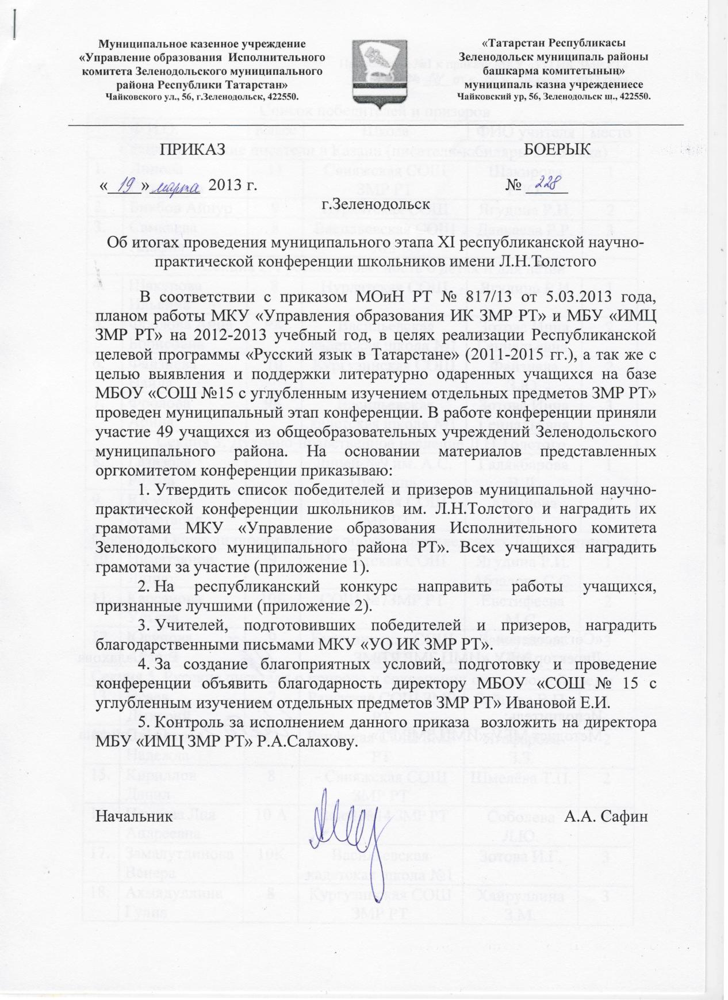 Муниципальное казенное учреждение
«Управление образования Исполнительного
комитета Зеленодольского муниципального
района Республики Татарстан»
Чайковского ул., 56, г.Зеленодольск, 422550.
«Татарстан Республикасы
Зеленодольск муниципаль районы
башкарма комитетының»
муниципаль казна учреждениесе
Чайковский ур, 56, Зеленодольск ш., 422550.
ПРИКАЗ
БОЕРЫК
« 19 » марта 2013 г.
№ 228
г.Зеленодольск
Об итогах проведения муниципального этапа XI республиканской научно-
практической конференции школьников имени Л.Н.Толстого
В соответствии с приказом МОиН РТ № 817/13 от 5.03.2013 года,
планом работы МКУ «Управления образования ИК ЗМР РТ» и МБУ «ИМЦ
ЗМР РТ» на 2012-2013 учебный год, в целях реализации Республиканской
целевой программы «Русский язык в Татарстане» (2011-2015 гг.), а так же с
целью выявления и поддержки литературно одаренных учащихся на базе
МБОУ «СОШ №15 с углубленным изучением отдельных предметов ЗМР РТ»
проведен муниципальный этап конференции. В работе конференции приняли
участие 49 учащихся из общеобразовательных учреждений Зеленодольского
муниципального района. На основании материалов представленных
оргкомитетом конференции приказываю:
1. Утвердить список победителей и призеров муниципальной научно-
практической конференции школьников им. Л.Н.Толстого и наградить их
грамотами МКУ «Управление образования Исполнительного комитета
Зеленодольского муниципального района РТ». Всех учащихся наградить
грамотами за участие (приложение 1).
2. На республиканский конкурс направить работы учащихся,
признанные лучшими (приложение 2).
3. Учителей, подготовивших победителей и призеров, наградить
благодарственными письмами МКУ «УО ИК ЗМР РТ».
4. За создание благоприятных условий, подготовку и проведение
конференции объявить благодарность директору МБОУ «СОШ № 15 с
углубленным изучением отдельных предметов ЗМР РТ» Ивановой Е.И.
5. Контроль за исполнением данного приказа возложить на директора
МБУ «ИМЦ ЗМР РТ» Р.А.Салахову.
Начальник
А.А. Сафин